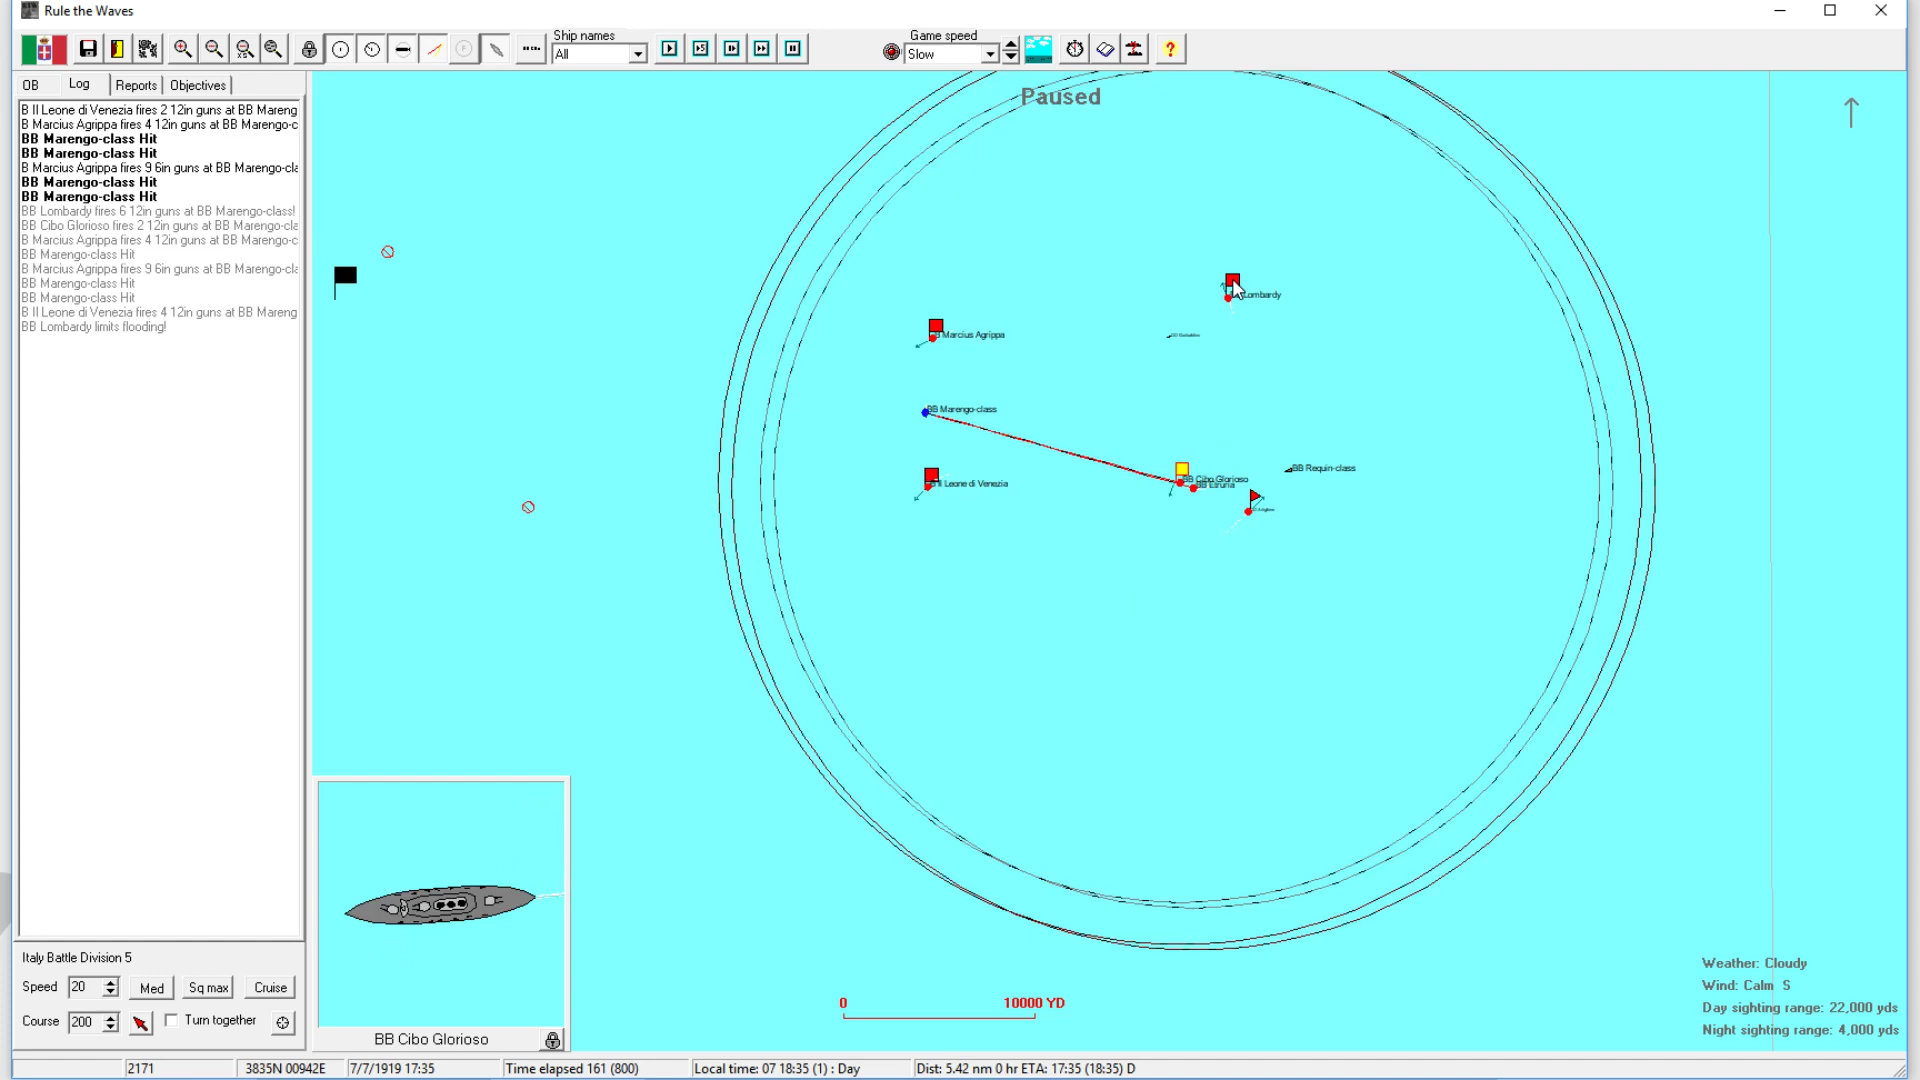 Rule the Waves
Ship names
All
Game speed
Slow
OB
Log
Reports
Objectives
Paused
B Il Leone di Venezia fires 2 12in guns at BB Mareng
B Marcius Agrippa fires 4 12in guns at BB Marengo-c
BB Marengo-class Hit
BB Marengo-class Hit
B Marcius Agrippa fires 9 6in guns at BB Marengo-cla
BB Marengo-class Hit
BB Marengo-class Hit
BB Lombardy fires 6 12in guns at BB Marengo-class!
BB Cibo Glorioso fires 2 12in guns at BB Marengo-cla
B Marcius Agrippa fires 4 12in guns at BB Marengo-c
BB Marengo-class Hit
B Marcius Agrippa fires 9 6in guns at BB Marengo-cla
BB Marengo-class Hit
BB Marengo-class Hit
B Il Leone di Venezia fires 4 12in guns at BB Mareng
BB Lombardy limits flooding!
Lombardy
B Marcius Agrippa
BB Marengo-class
BB Requin-class
BB Cibo Glorioso
BB Etruria
Il Leone di Venezia
0 10000 YD
Weather: Cloudy
Wind: Calm S
Day sighting range: 22,000 yds
Night sighting range: 4,000 yds
Italy Battle Division 5
Speed 20 Med Sq max Cruise
Course 200 Turn together
BB Cibo Glorioso
2171 3835N 00942E 7/7/1919 17:35 Time elapsed 161 (800) Local time: 07 18:35 (1) : Day Dist: 5.42 nm 0 hr ETA: 17:35 (18:35) D